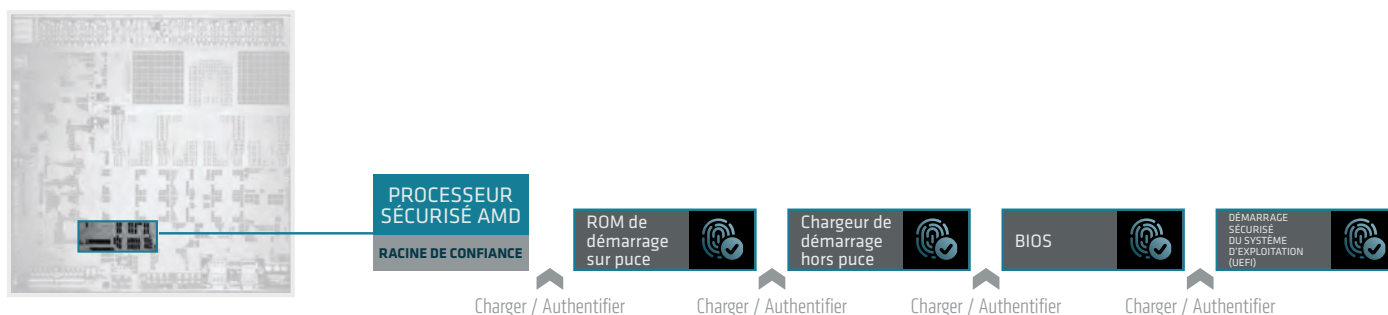 PROCESSEUR
SÉCURISÉ AMD
RACINE DE CONFIANCE
ROM de
démarrage
sur puce
Chargeur de
démarrage
hors puce
BIOS
DÉMARRAGE
SÉCURISÉ
DU SYSTÈME
D'EXPLOITATION
(UEFI)
Charger / Authentifier
Charger / Authentifier
Charger / Authentifier
Charger / Authentifier